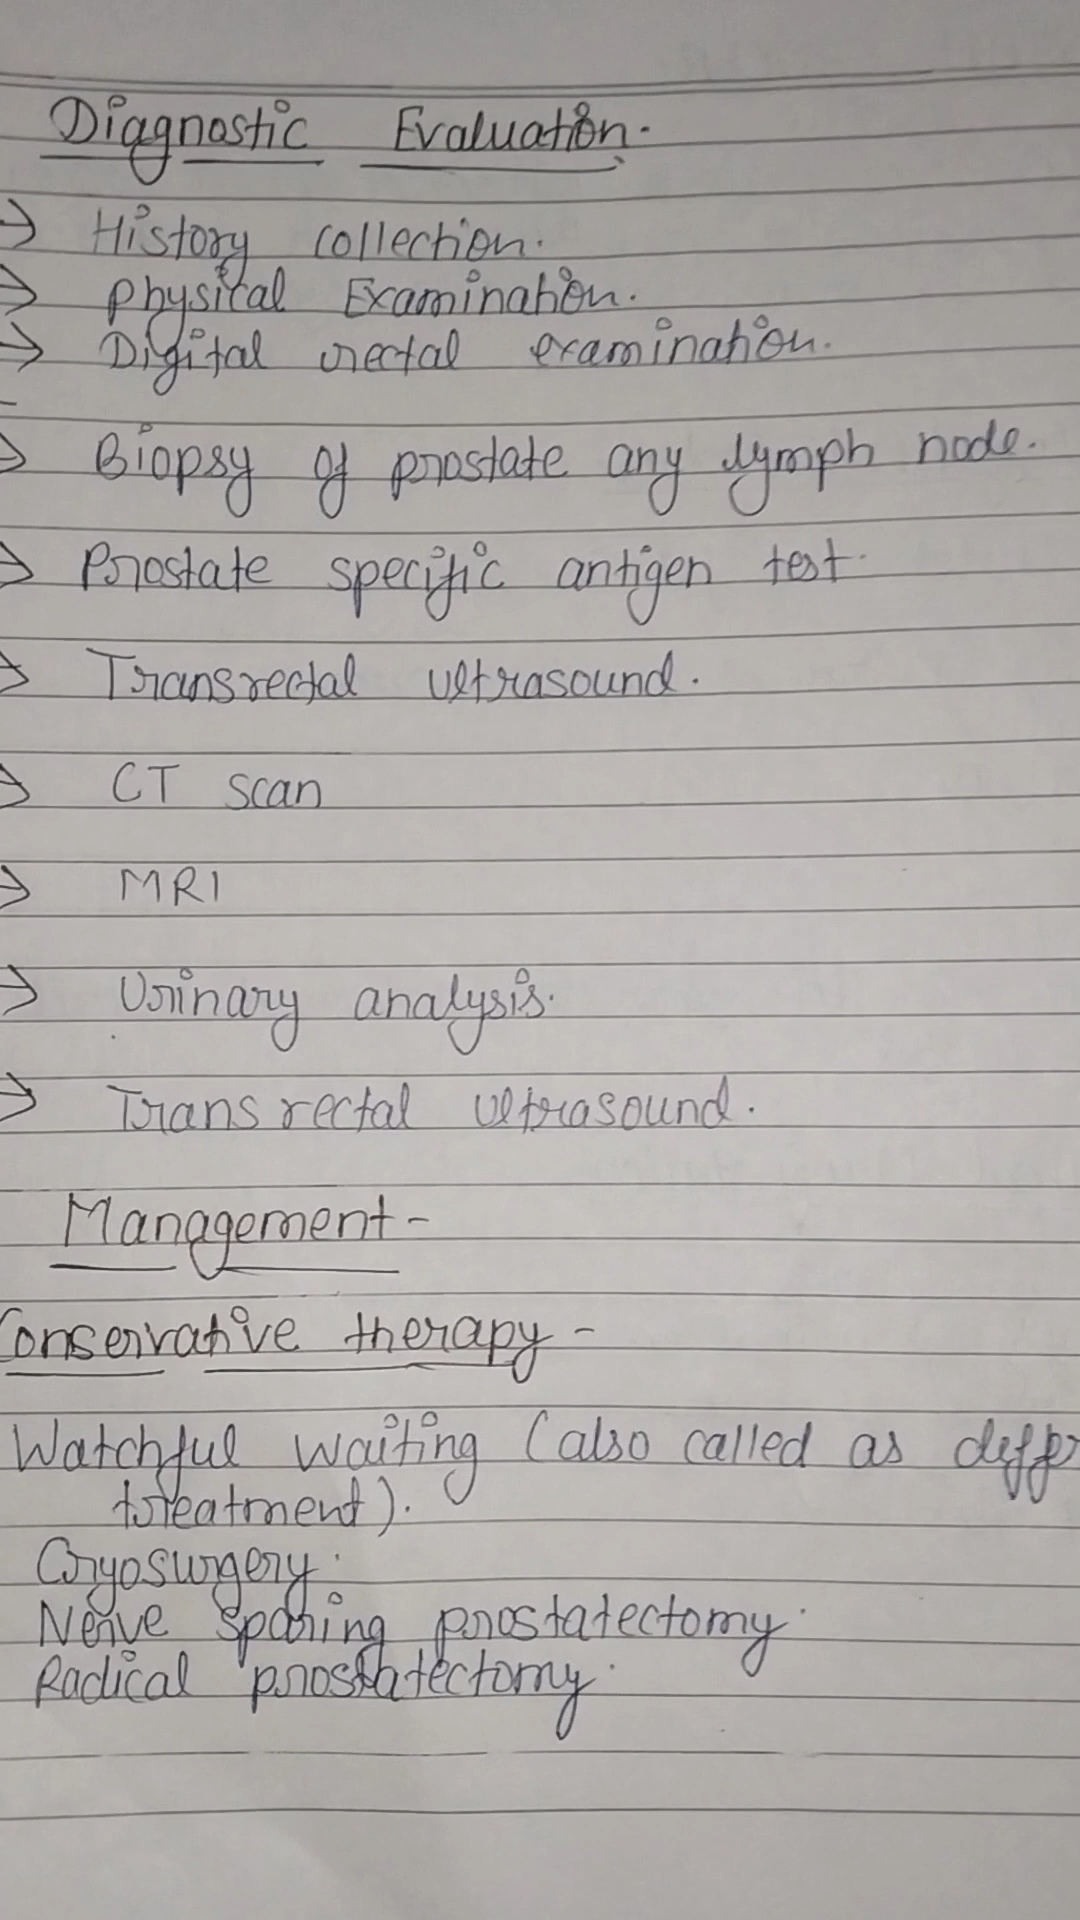 Diagnostic Evaluation.
→ History collection.
→ Physical Examination.
→ Digital rectal examination.
→ Biopsy of prostate any lymph node.
→ Prostate specific antigen test.
→ Transrectal ultrasound.
→ CT scan
→ MRI
→ Urinary analysis.
→ Trans rectal ultrasound.
Management -
Conservative therapy -
Watchful waiting (also called as
treatment).
Cryosurgery.
Nerve sparing prostatectomy.
Radical prostatectomy.